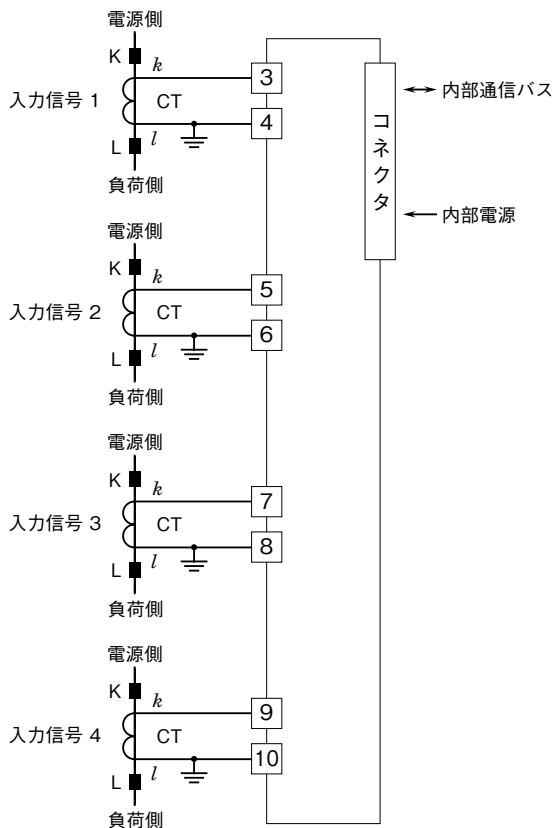 電源側
K
k
3
入力信号 1
CT
4
L
l
負荷側
コネクタ
内部通信バス
内部電源
電源側
K
k
5
入力信号 2
CT
6
L
l
負荷側
電源側
K
k
7
入力信号 3
CT
8
L
l
負荷側
電源側
K
k
9
入力信号 4
CT
10
L
l
負荷側